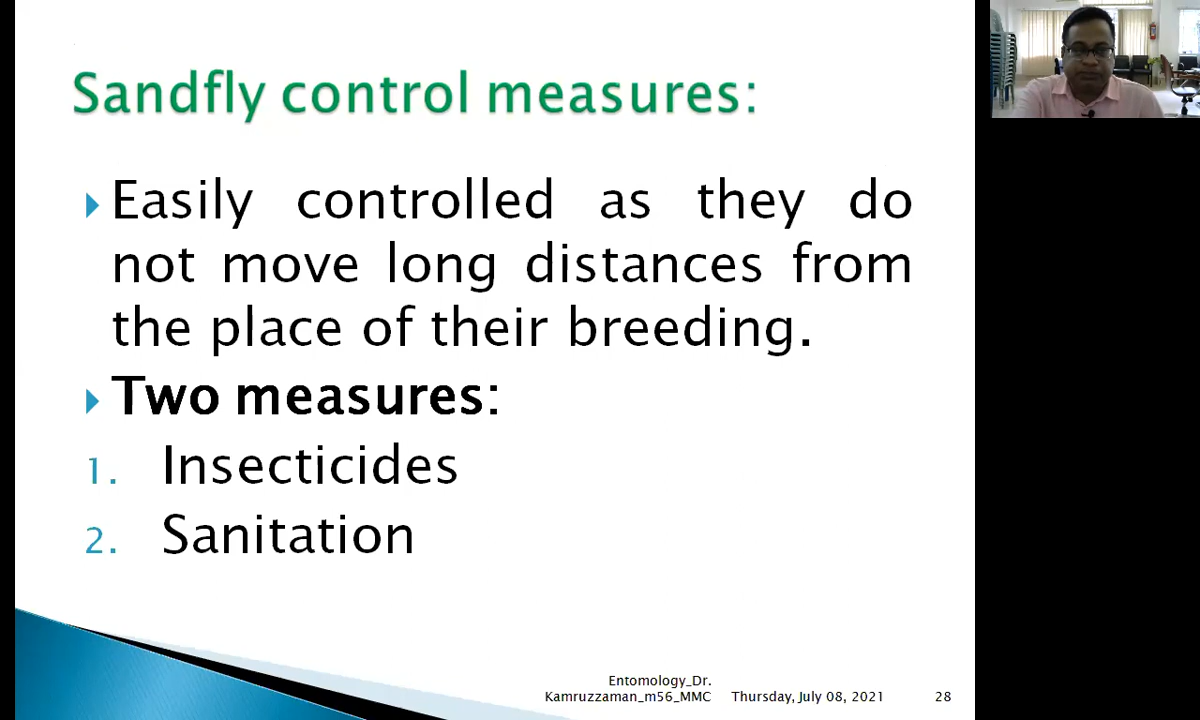 Sandfly control measures:
Easily controlled as they do
not move long distances from
the place of their breeding.
Two measures:
1. Insecticides
2. Sanitation
Entomology_Dr.
Kamruzzaman_m56_MMC Thursday, July 08, 2021 28